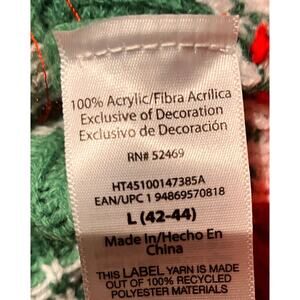 100% Acrylic/Fibra Acrílica
Exclusive of Decoration
Exclusivo de Decoración
RN# 52469
HT45100147385A
EAN/UPC 1 94869570818
L (42-44)
Made In/Hecho En
China
THIS LABEL YARN IS MADE
OUT OF 100% RECYCLED
POLYESTER MATERIALS